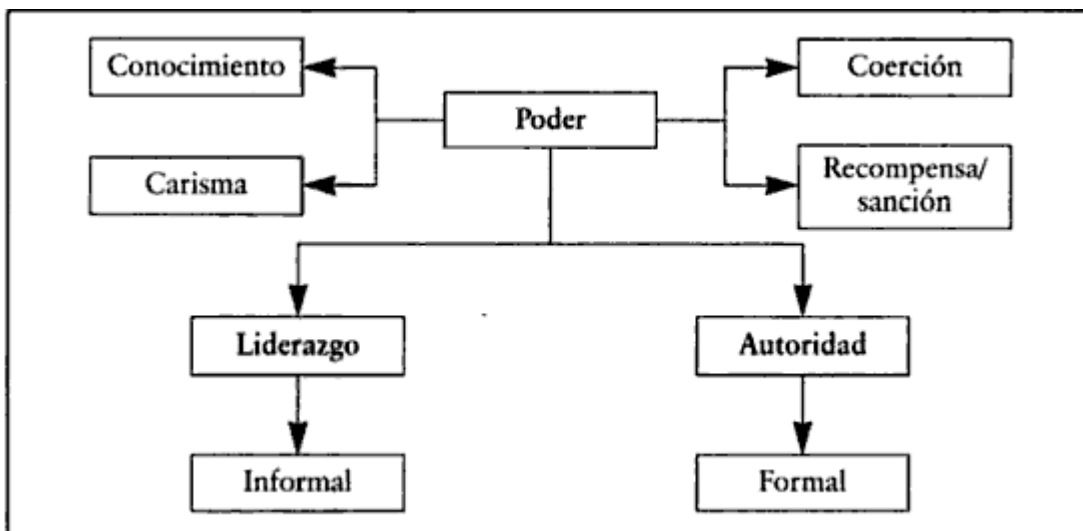 Conocimiento
Coerción
Poder
Carisma
Recompensa/
sanción
Liderazgo
Autoridad
Informal
Formal